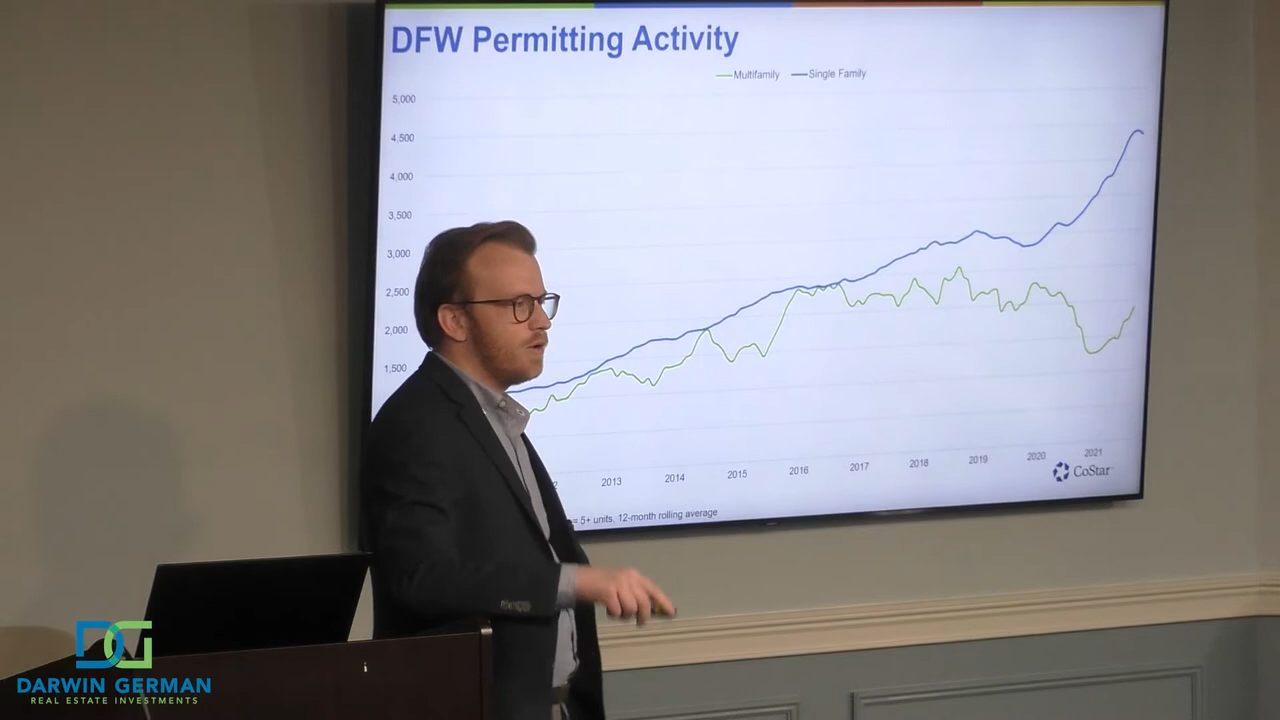 DFW Permitting Activity
Multifamily Single Family
5,000
4,500
4,000
3,500
3,000
2,500
2,000
1,500
2 2013 2014 2015 2016 2017 2018 2019 2020 2021
CoStar
= 5+ units, 12-month rolling average
DG
DARWIN GERMAN
REAL ESTATE INVESTMENTS